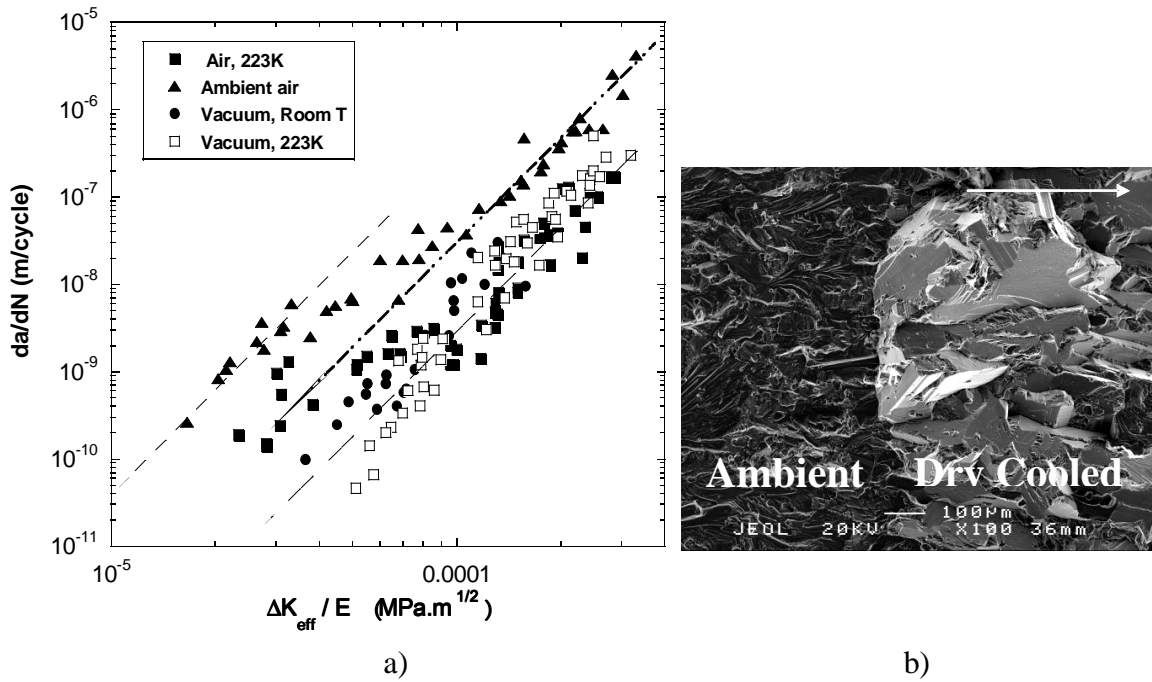 10⁻⁵
10⁻⁶
10⁻⁷
10⁻⁸
10⁻⁹
10⁻¹⁰
10⁻¹¹
da/dN (m/cycle)
Air, 223K
Ambient air
Vacuum, Room T
Vacuum, 223K
10⁻⁵
0.0001
ΔK_eff / E (MPa.m^1/2)
a)
Ambient Dry Cooled
100µm
JEOL 20KV X100 36mm
b)